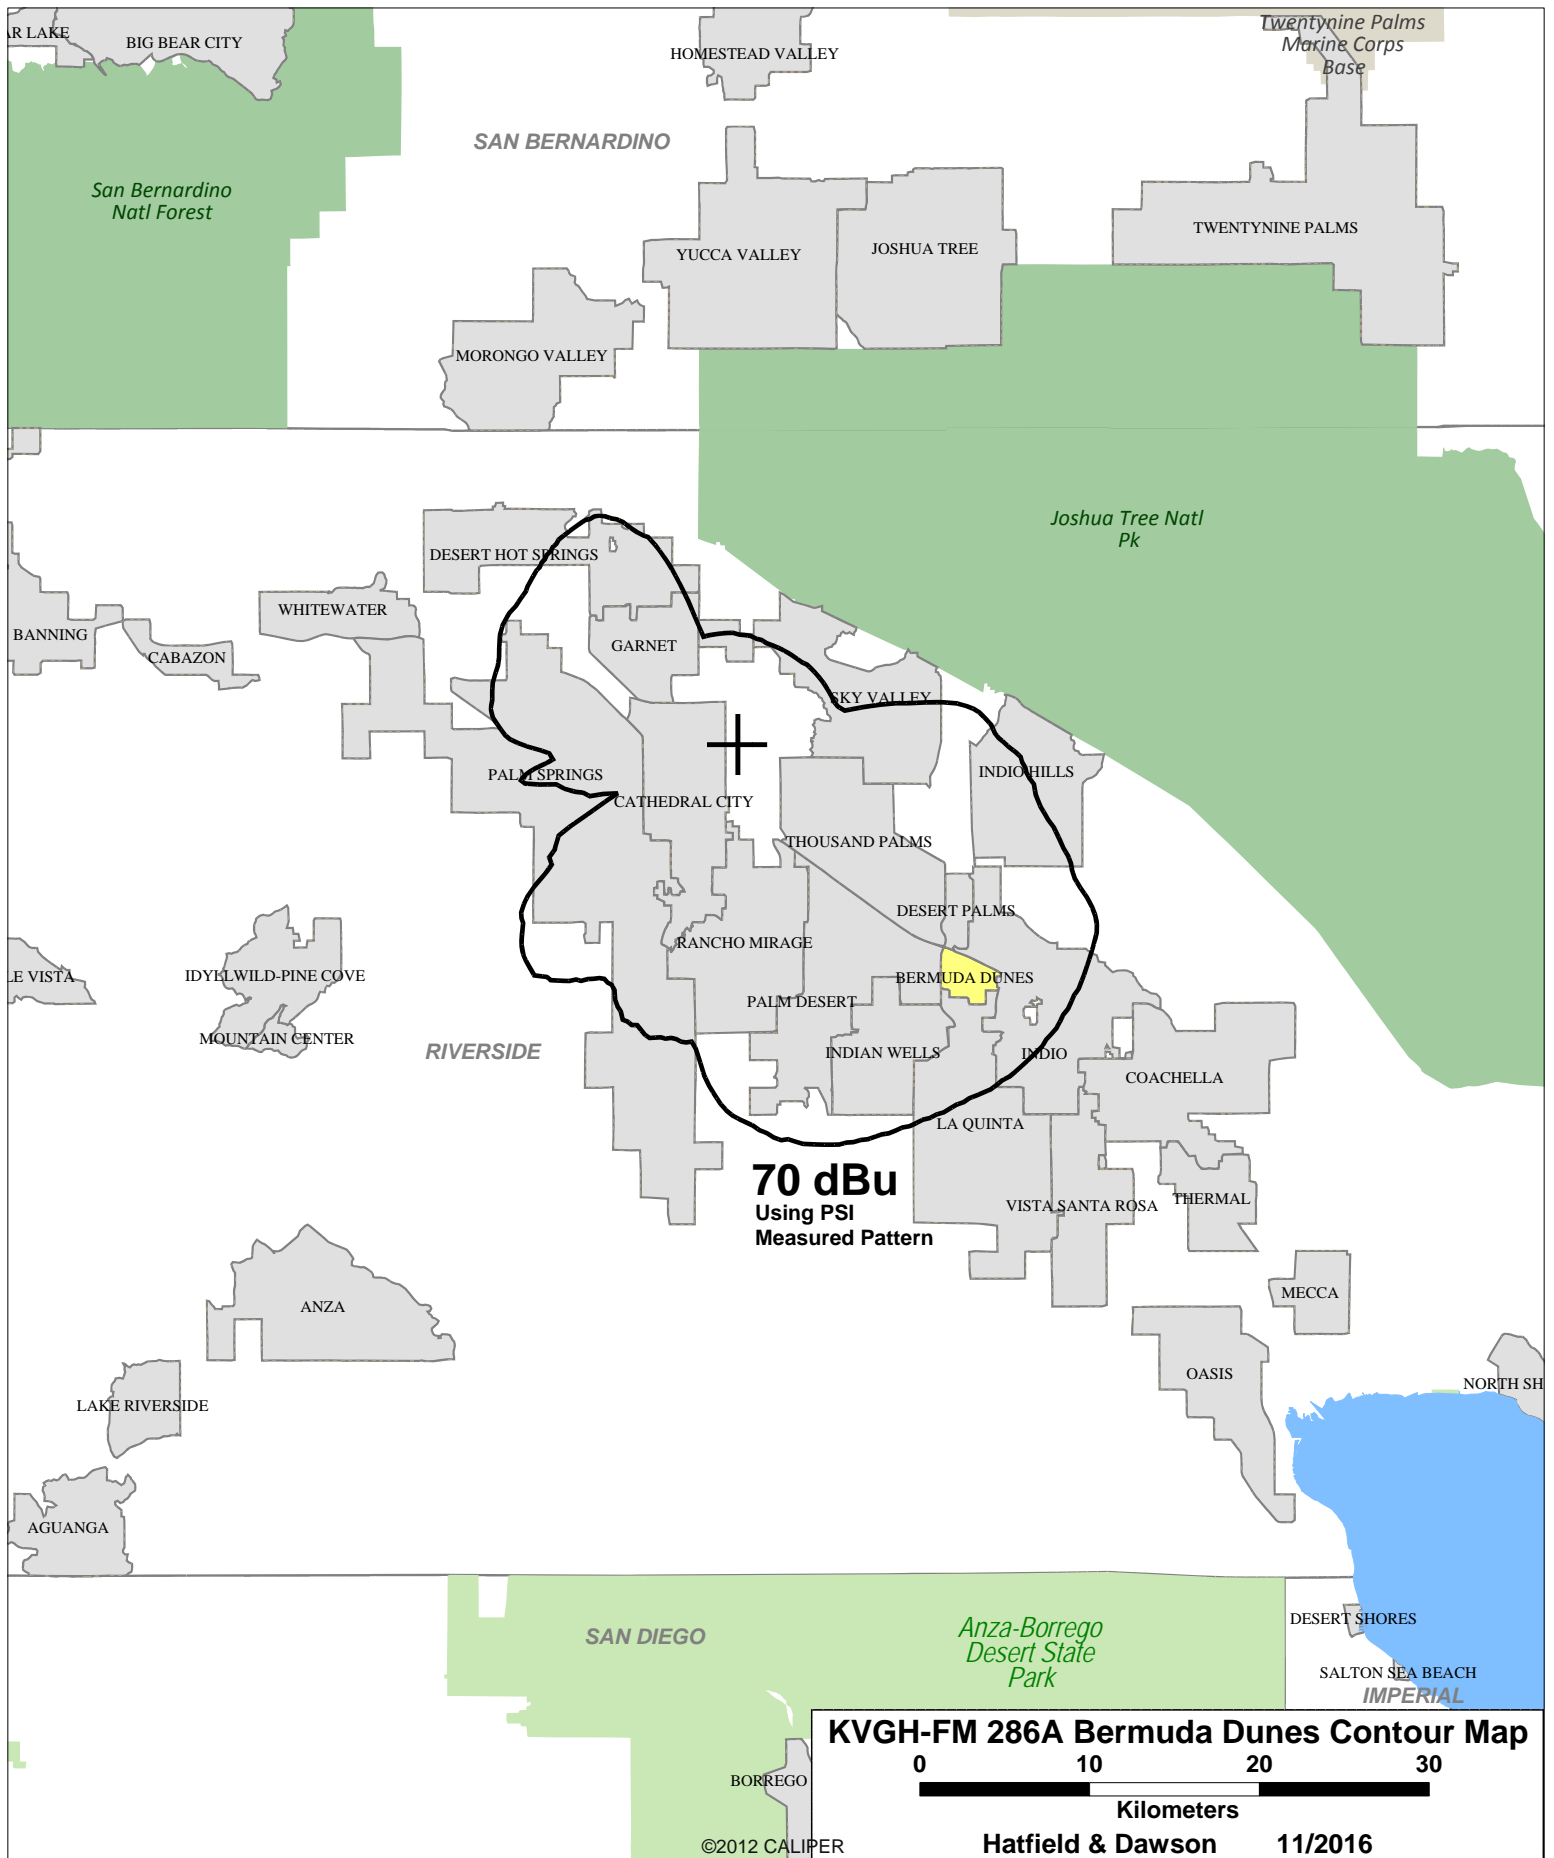 AR LAKE
BIG BEAR CITY
HOMESTEAD VALLEY
Twentynine Palms
Marine Corps
Base
SAN BERNARDINO
San Bernardino
Natl Forest
YUCCA VALLEY
JOSHUA TREE
TWENTYNINE PALMS
MORONGO VALLEY
Joshua Tree Natl
Pk
DESERT HOT SPRINGS
WHITEWATER
BANNING
CABAZON
GARNET
SKY VALLEY
PALM SPRINGS
INDIO HILLS
CATHEDRAL CITY
THOUSAND PALMS
DESERT PALMS
RANCHO MIRAGE
LE VISTA
IDYLLWILD-PINE COVE
BERMUDA DUNES
PALM DESERT
MOUNTAIN CENTER
RIVERSIDE
INDIAN WELLS
INDIO
COACHELLA
LA QUINTA
70 dBu
Using PSI
Measured Pattern
VISTA SANTA ROSA
THERMAL
MECCA
ANZA
OASIS
NORTH SH
LAKE RIVERSIDE
AGUANGA
DESERT SHORES
SAN DIEGO
Anza-Borrego
Desert State
Park
SALTON SEA BEACH
IMPERIAL
KVGH-FM 286A Bermuda Dunes Contour Map
0 10 20 30
Kilometers
BORREGO
©2012 CALIPER
Hatfield & Dawson 11/2016